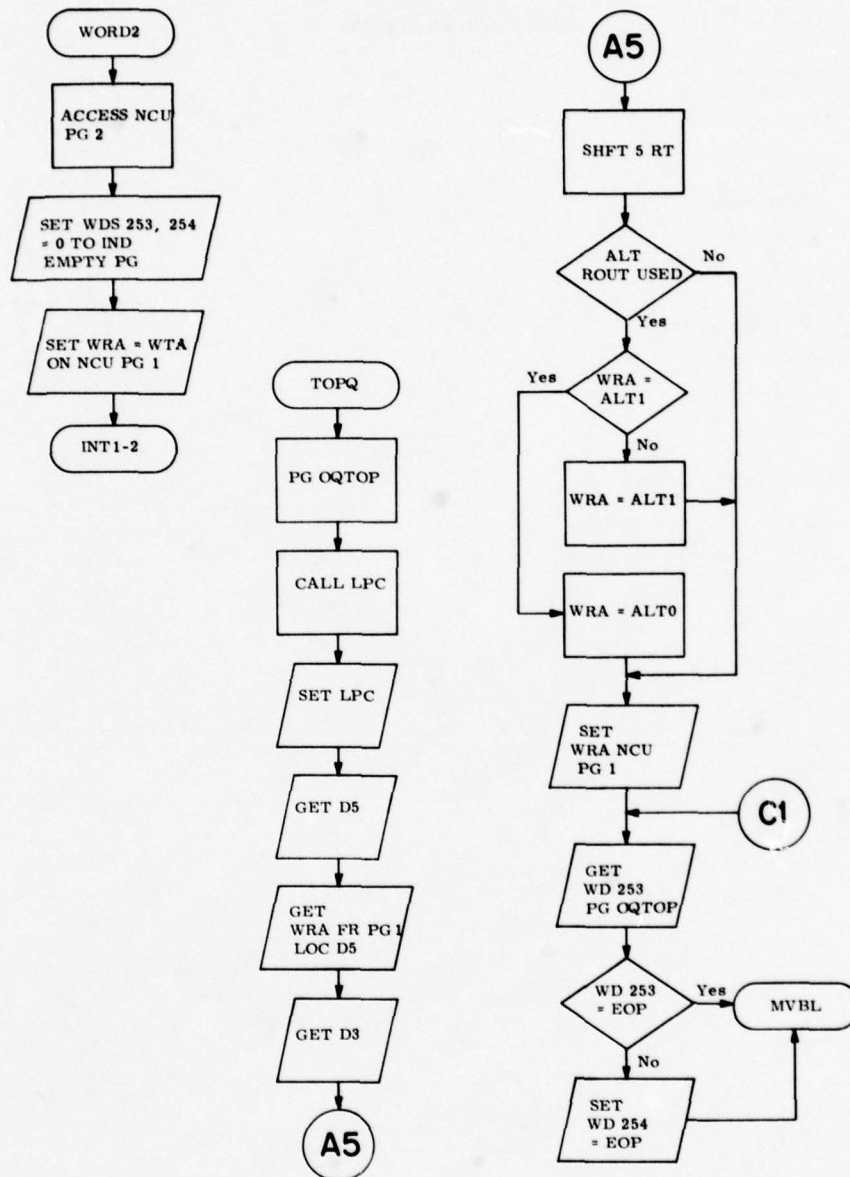 WORD2
ACCESS NCU
PG 2
SET WDS 253, 254
= 0 TO IND
EMPTY PG
SET WRA = WTA
ON NCU PG 1
INT1-2
TOPQ
PG OQTOP
CALL LPC
SET LPC
GET D5
GET
WRA FR PG 1
LOC D5
GET D3
A5
A5
SHFT 5 RT
ALT
ROUT USED
No
Yes
WRA =
ALT1
Yes
No
WRA = ALT1
WRA = ALT0
SET
WRA NCU
PG 1
C1
GET
WD 253
PG OQTOP
WD 253
= EOP
Yes
MVBL
No
SET
WD 254
= EOP